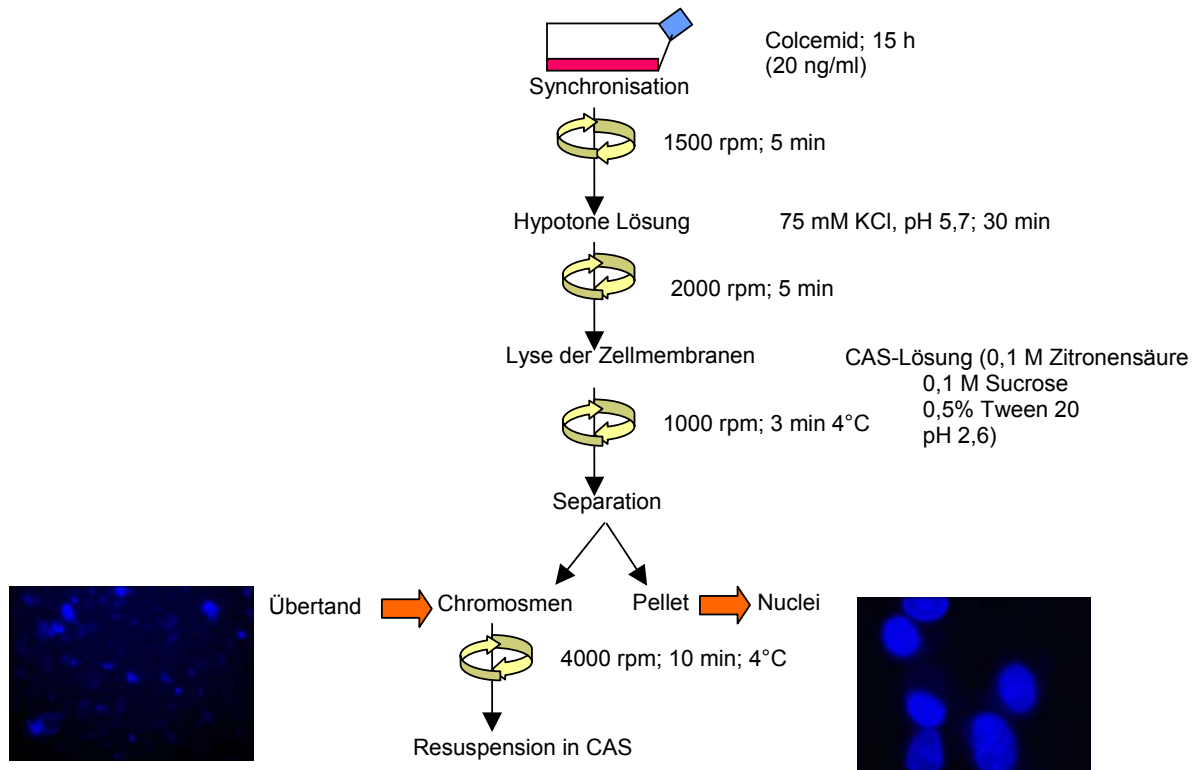 Colcemid; 15 h
(20 ng/ml)
Synchronisation
1500 rpm; 5 min
Hypotone Lösung
75 mM KCl, pH 5,7; 30 min
2000 rpm; 5 min
Lyse der Zellmembranen
CAS-Lösung (0,1 M Zitronensäure
0,1 M Sucrose
0,5% Tween 20
pH 2,6)
1000 rpm; 3 min 4°C
Separation
Übertand
Chromosmen
Pellet
Nuclei
4000 rpm; 10 min; 4°C
Resuspension in CAS